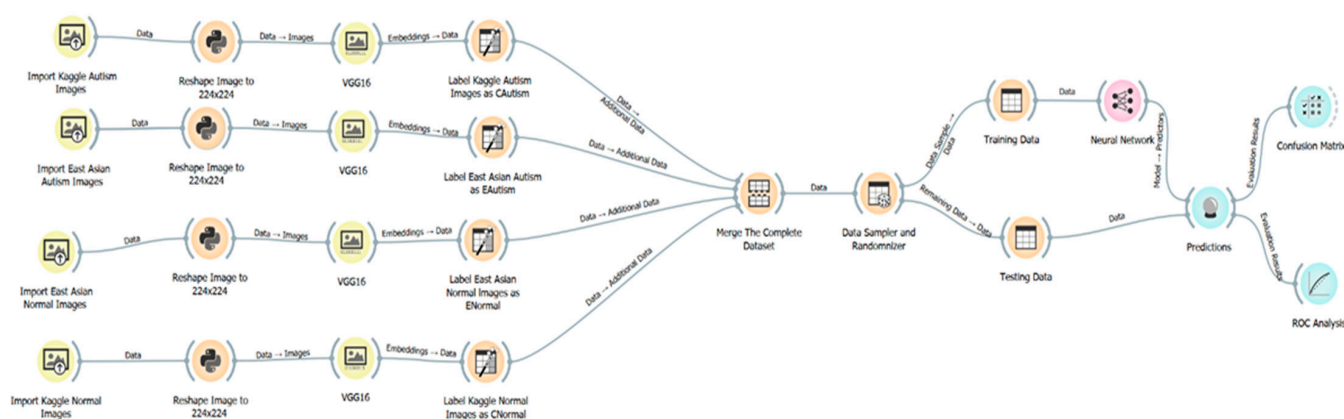 Data
Data → Images
Embeddings → Data
Import Kaggle Autism
Images
Reshape Image to
224x224
VGG16
Label Kaggle Autism
Images as CAutism
Data →
Additional Data
Data
Data → Images
Embeddings → Data
Import East Asian
Autism Images
Reshape Image to
224x224
VGG16
Label East Asian Autism
as EAutism
Data → Additional Data
Data
Data → Images
Embeddings → Data
Import East Asian
Normal Images
Reshape Image to
224x224
VGG16
Label East Asian
Normal Images as
ENormal
Data → Additional Data
Data
Data → Images
Embeddings → Data
Import Kaggle Normal
Images
Reshape Image to
224x224
VGG16
Label Kaggle Normal
Images as CNormal
Data → Additional Data
Merge The Complete
Dataset
Data
Data Sampler and
Randomnizer
Data Sample →
Data
Remaining Data → Data
Training Data
Data
Neural Network
Model → Predictors
Testing Data
Data
Predictions
Evaluation Results
Confusion Matrix
Evaluation Results
ROC Analysis